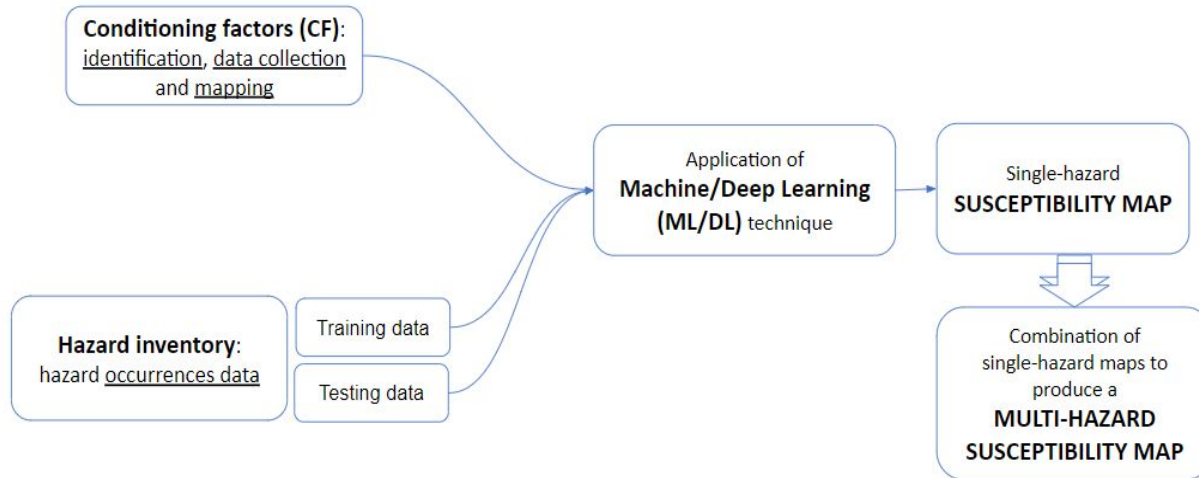 Conditioning factors (CF):
identification, data collection
and mapping
Application of
Machine/Deep Learning
(ML/DL) technique
Single-hazard
SUSCEPTIBILITY MAP
Hazard inventory:
hazard occurrences data
Training data
Testing data
Combination of
single-hazard maps to
produce a
MULTI-HAZARD
SUSCEPTIBILITY MAP